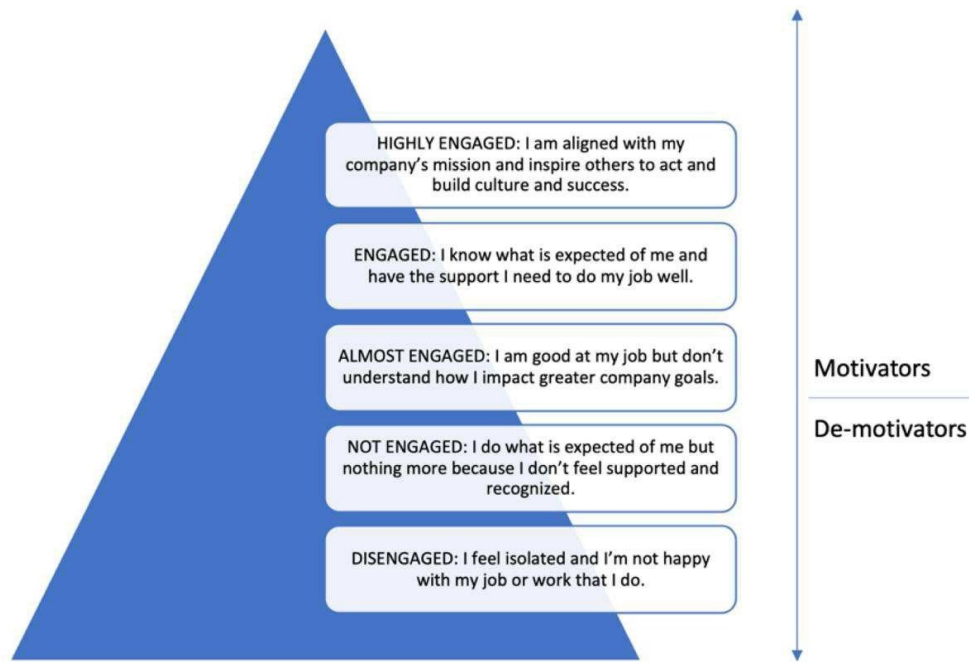 HIGHLY ENGAGED: I am aligned with my
company’s mission and inspire others to act and
build culture and success.
ENGAGED: I know what is expected of me and
have the support I need to do my job well.
ALMOST ENGAGED: I am good at my job but don’t
understand how I impact greater company goals.
Motivators
De-motivators
NOT ENGAGED: I do what is expected of me but
nothing more because I don’t feel supported and
recognized.
DISENGAGED: I feel isolated and I’m not happy
with my job or work that I do.